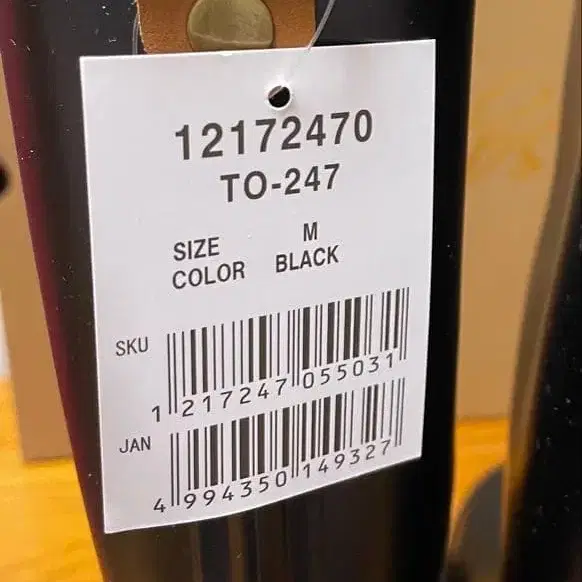 12172470
TO-247
SIZE M
COLOR BLACK
SKU
1 217247 055031
JAN
4 994350 149327